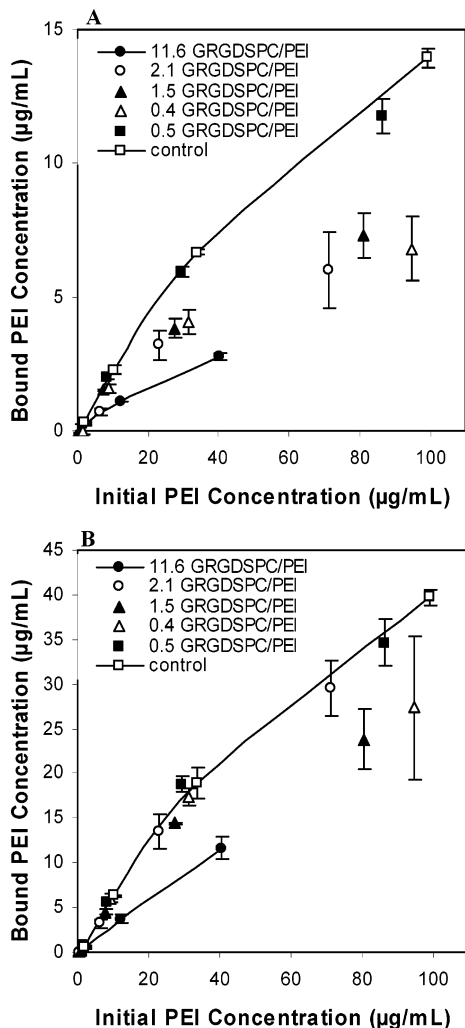 A
15
10
5
0
11.6 GRGDSPC/PEI
2.1 GRGDSPC/PEI
1.5 GRGDSPC/PEI
0.4 GRGDSPC/PEI
0.5 GRGDSPC/PEI
control
Bound PEI Concentration (µg/mL)
0 20 40 60 80 100
Initial PEI Concentration (µg/mL)
B
45
40
35
30
25
20
15
10
5
0
11.6 GRGDSPC/PEI
2.1 GRGDSPC/PEI
1.5 GRGDSPC/PEI
0.4 GRGDSPC/PEI
0.5 GRGDSPC/PEI
control
Bound PEI Concentration (µg/mL)
0 20 40 60 80 100
Initial PEI Concentration (µg/mL)